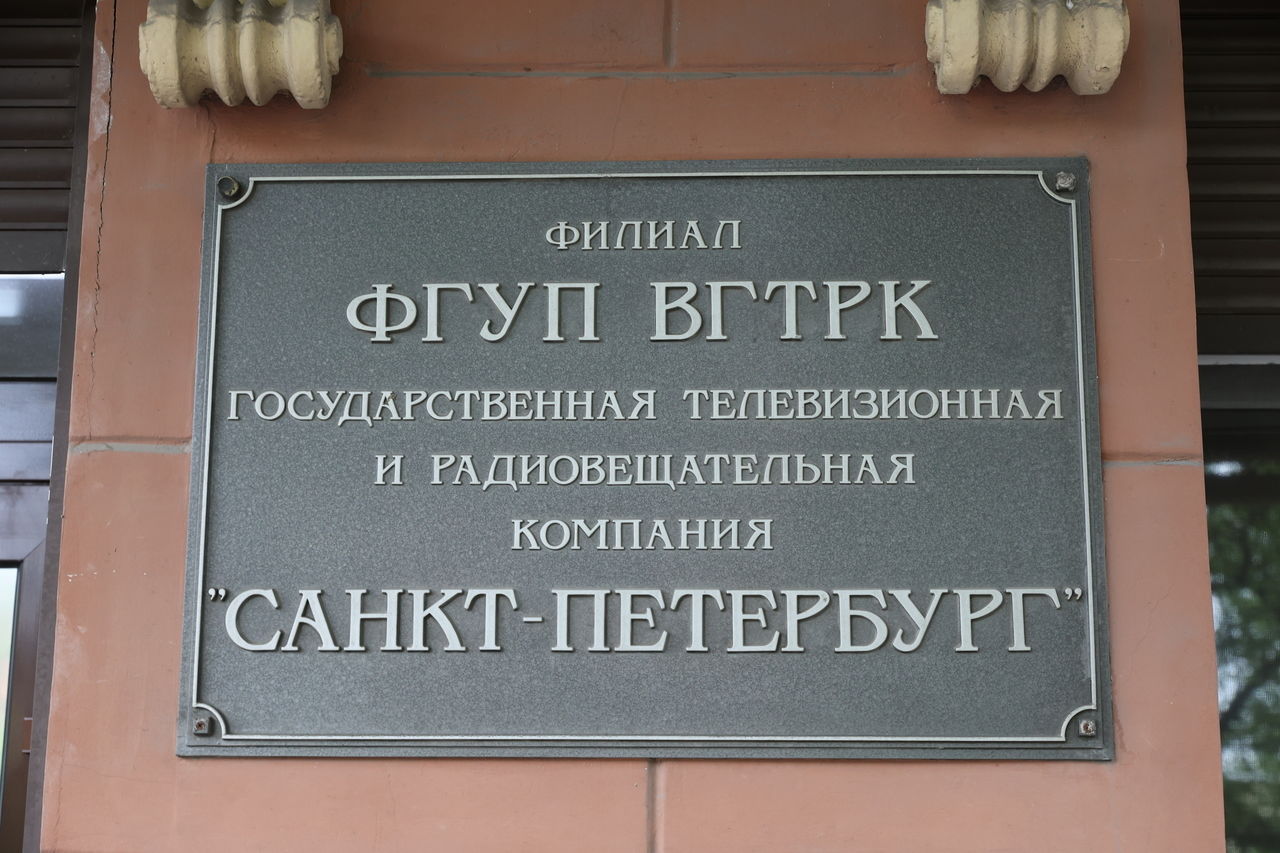 ФИЛИАЛ
ФГУП ВГТРК
ГОСУДАРСТВЕННАЯ ТЕЛЕВИЗИОННАЯ
И РАДИОВЕЩАТЕЛЬНАЯ
КОМПАНИЯ
"САНКТ-ПЕТЕРБУРГ"